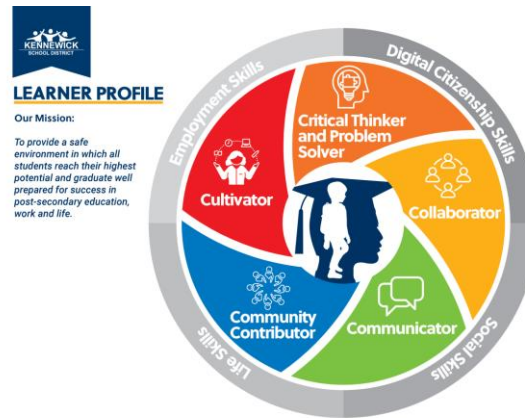 KENNEWICK
SCHOOL DISTRICT
LEARNER PROFILE
Our Mission:
To provide a safe
environment in which all
students reach their highest
potential and graduate well
prepared for success in
post-secondary education,
work and life.
Employment Skills
Digital Citizenship Skills
Critical Thinker
and Problem
Solver
Cultivator
Collaborator
Community
Contributor
Communicator
Life Skills
Social Skills